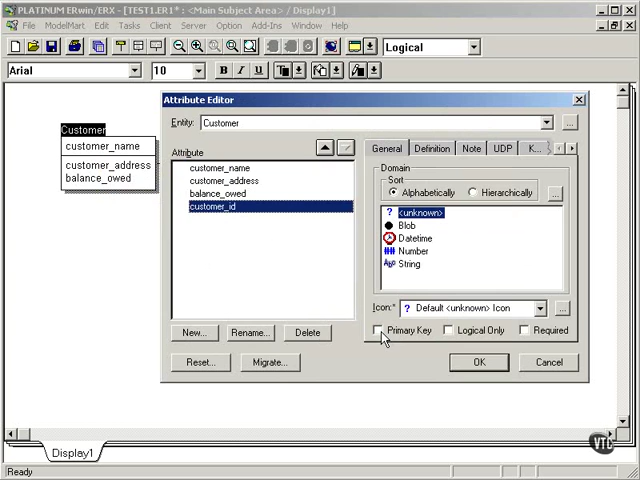 PLATINUM ERwin/ERX - [TEST1.ER1* : <Main Subject Area> / Display1]
File ModelMart Edit Tasks Client Server Option Add-Ins Window Help
Logical
Arial 10 B I U
Attribute Editor
Entity: Customer ...
Attribute
customer_name
customer_address
balance_owed
customer_id
General Definition Note UDP K...
Domain
Sort
Alphabetically Hierarchically ...
? <unknown>
Blob
Datetime
Number
String
Icon:* ? Default <unknown> Icon ...
Primary Key Logical Only Required
New... Rename... Delete
Reset... Migrate... OK Cancel
Customer
customer_name
customer_address
balance_owed
Display1
VTC
Ready